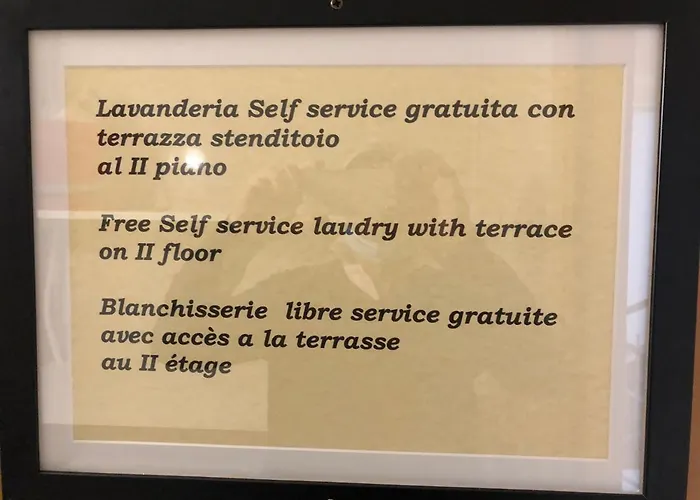 Lavanderia Self service gratuita con
terrazza stenditoio
al II piano
Free Self service laudry with terrace
on II floor
Blanchisserie libre service gratuite
avec accès a la terrasse
au II étage